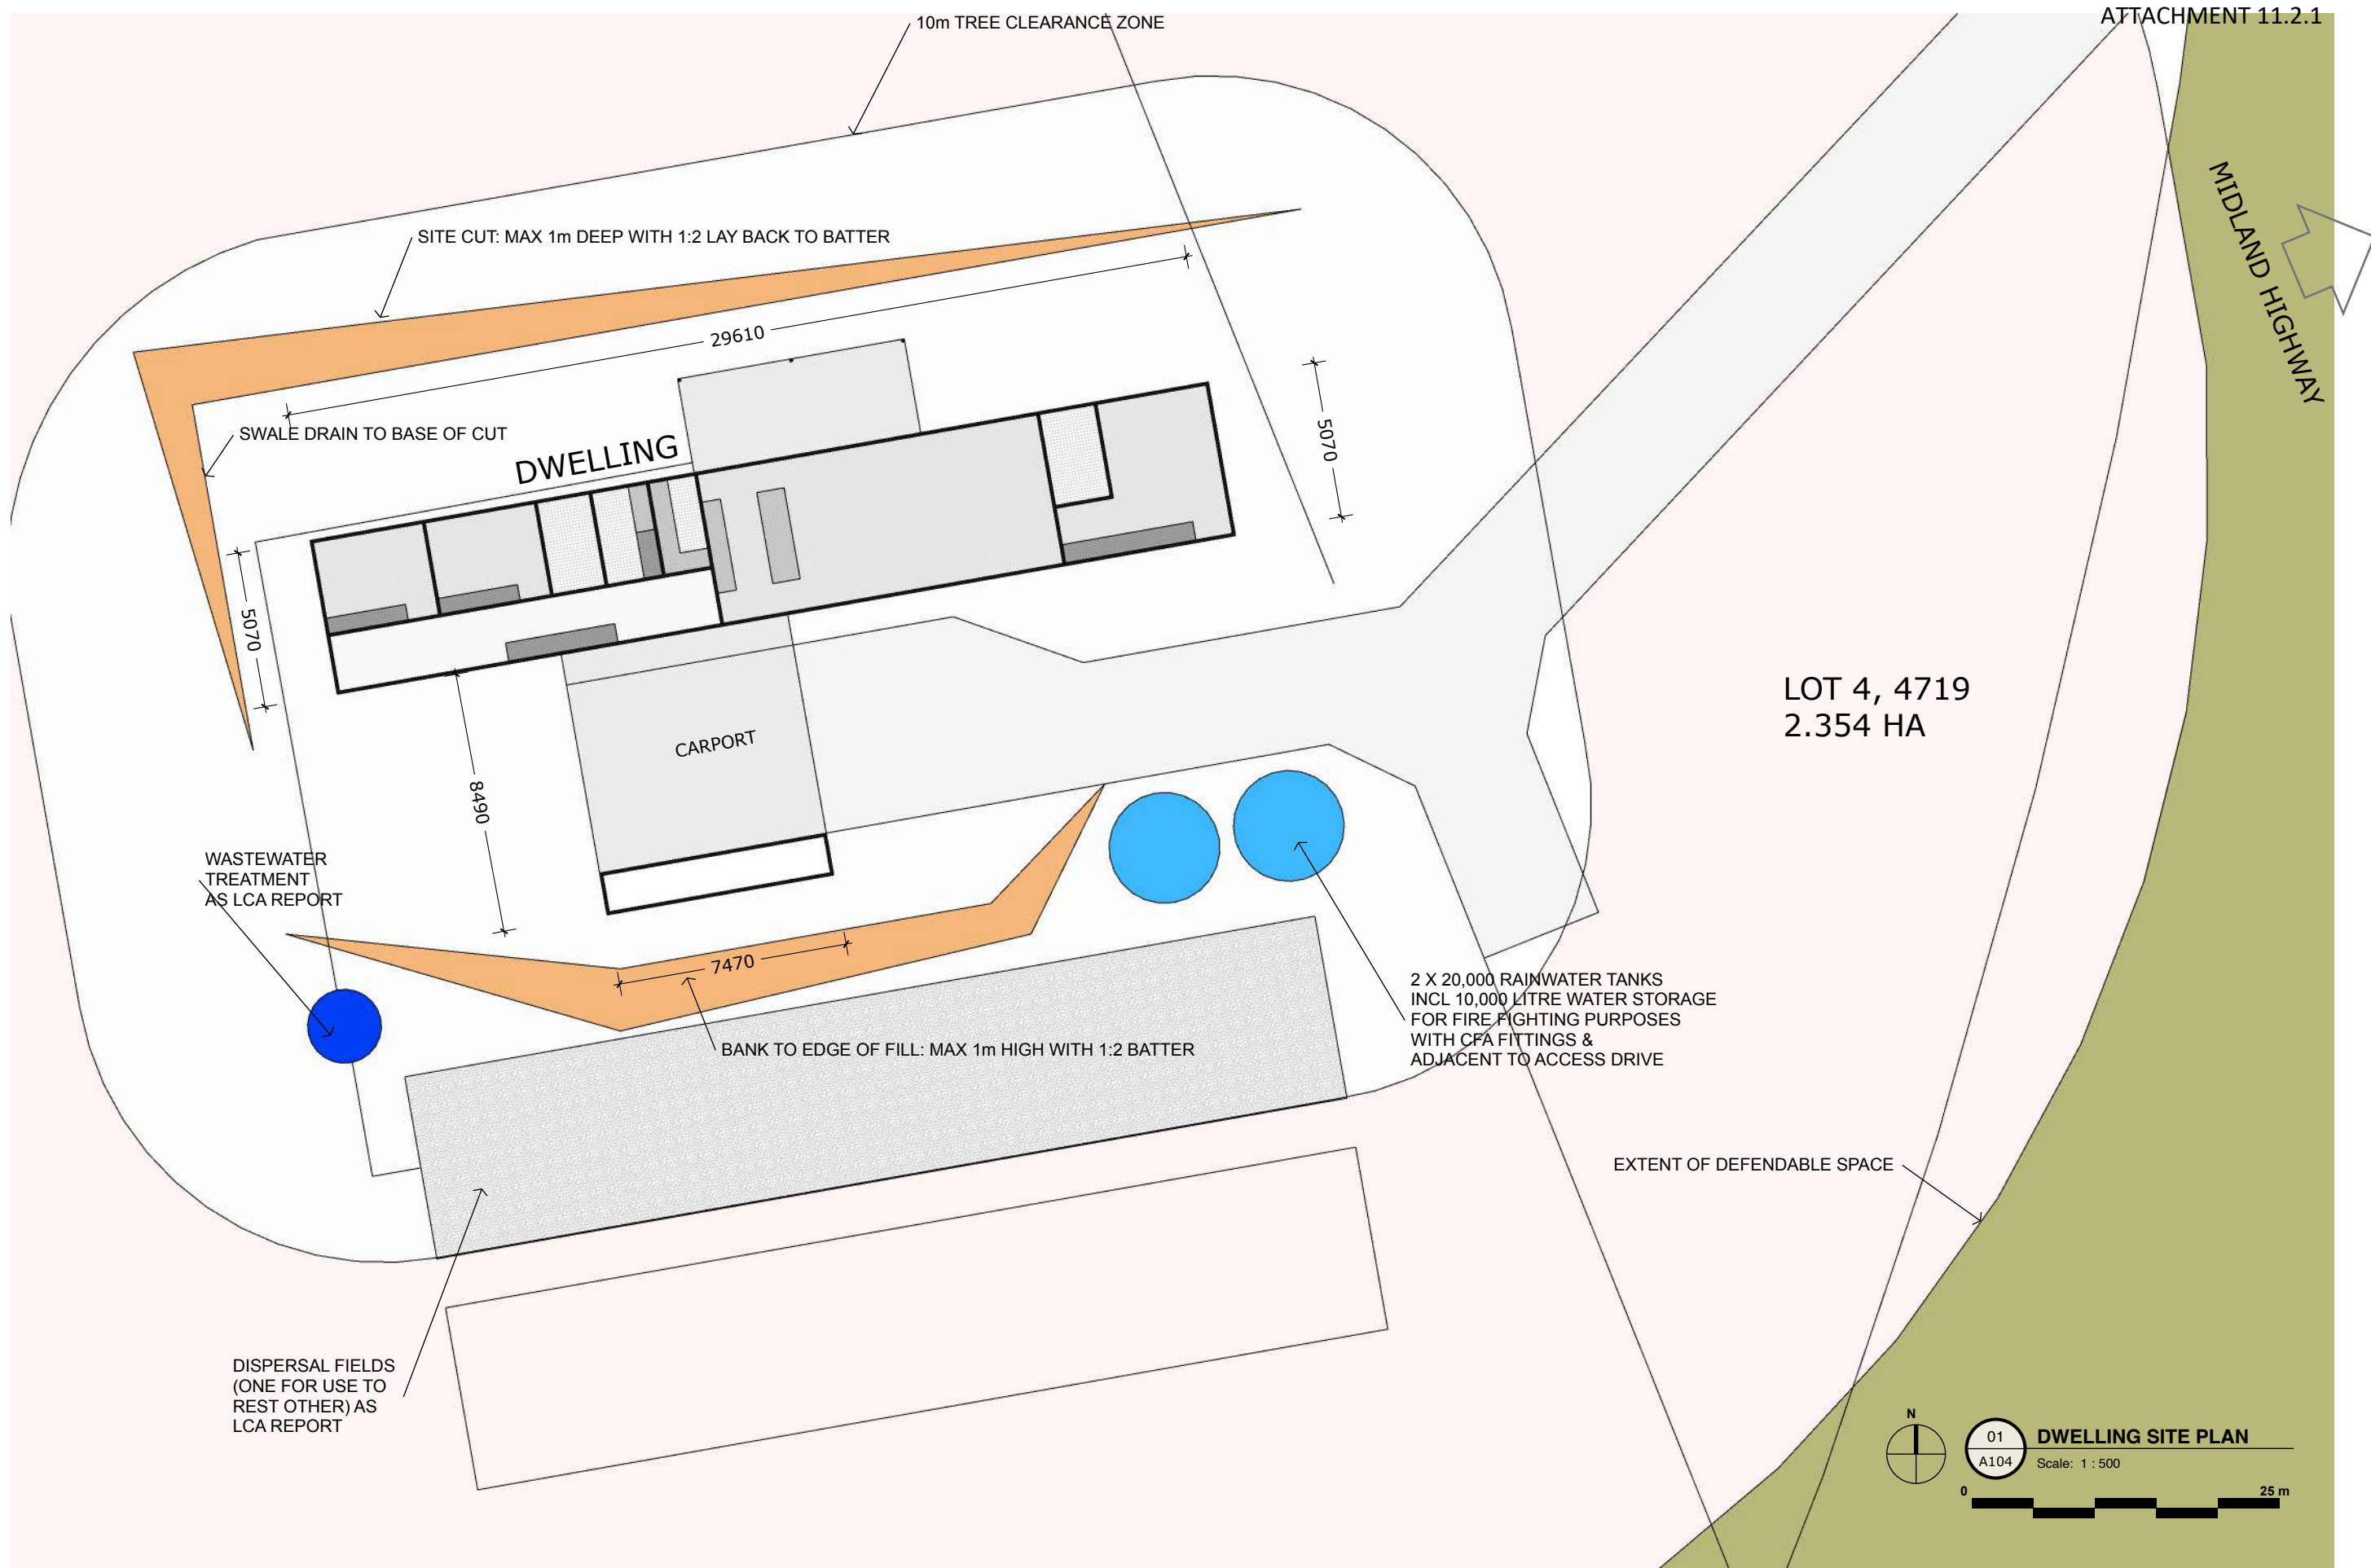 ATTACHMENT 11.2.1
10m TREE CLEARANCE ZONE
MIDLAND HIGHWAY
SITE CUT: MAX 1m DEEP WITH 1:2 LAY BACK TO BATTER
29610
SWALE DRAIN TO BASE OF CUT
DWELLING
5070
5070
LOT 4, 4719
2.354 HA
CARPORT
8490
WASTEWATER
TREATMENT
AS LCA REPORT
7470
2 X 20,000 RAINWATER TANKS
INCL 10,000 LITRE WATER STORAGE
FOR FIRE FIGHTING PURPOSES
WITH CFA FITTINGS &
ADJACENT TO ACCESS DRIVE
BANK TO EDGE OF FILL: MAX 1m HIGH WITH 1:2 BATTER
EXTENT OF DEFENDABLE SPACE
DISPERSAL FIELDS
(ONE FOR USE TO
REST OTHER) AS
LCA REPORT
N
01
A104
DWELLING SITE PLAN
Scale: 1 : 500
0 25 m